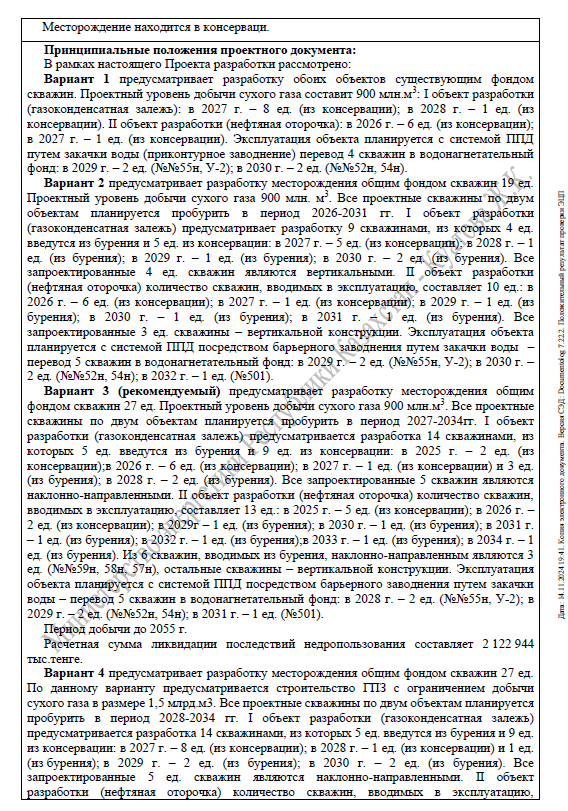 Месторождение находится в консерваци.
Принципиальные положения проектного документа:
В рамках настоящего Проекта разработки рассмотрено:
Вариант 1 предусматривает разработку обоих объектов существующим фондом
скважин. Проектный уровень добычи сухого газа составит 900 млн.м3: I объект разработки
(газоконденсатная залежь): в 2027 г. – 8 ед. (из консервации); в 2028 г. – 1 ед. (из
консервации). II объект разработки (нефтяная оторочка): в 2026 г. – 6 ед. (из консервации);
в 2027 г. – 1 ед. (из консервации). Эксплуатация объекта планируется с системой ППД
путем закачки воды (приконтурное заводнение) перевод 4 скважин в водонагнетательный
фонд: в 2029 г. – 2 ед. (№№55н, У-2); в 2030 г. – 2 ед. (№№52н, 54н).
Вариант 2 предусматривает разработку месторождения общим фондом скважин 19 ед.
Проектный уровень добычи сухого газа 900 млн. м3. Все проектные скважины по двум
объектам планируется пробурить в период 2026-2031 гг. I объект разработки
(газоконденсатная залежь) предусматривает разработку 9 скважинами, из которых 4 ед.
введутся из бурения и 5 ед. из консервации: в 2027 г. – 5 ед. (из консервации); в 2028 г. – 1
ед. (из бурения); в 2029 г. – 1 ед. (из бурения); в 2030 г. – 2 ед. (из бурения). Все
запроектированные 4 ед. скважин являются вертикальными. II объект разработки
(нефтяная оторочка) количество скважин, вводимых в эксплуатацию, составляет 10 ед.: в
2026 г. – 6 ед. (из консервации); в 2027 г. – 1 ед. (из консервации); в 2029 г. – 1 ед. (из
бурения); в 2030 г. – 1 ед. (из бурения); в 2031 г. – 1 ед. (из бурения). Все
запроектированные 3 ед. скважины – вертикальной конструкции. Эксплуатация объекта
планируется с системой ППД посредством барьерного заводнения путем закачки воды –
перевод 5 скважин в водонагнетательный фонд: в 2029 г. – 2 ед. (№№55н, У-2); в 2030 г. –
2 ед. (№№52н, 54н); в 2032 г. – 1 ед. (№501).
Вариант 3 (рекомендуемый) предусматривает разработку месторождения общим
фондом скважин 27 ед. Проектный уровень добычи сухого газа 900 млн.м3. Все проектные
скважины по двум объектам планируется пробурить в период 2027-2034гг. I объект
разработки (газоконденсатная залежь) предусматривается разработка 14 скважинами, из
которых 5 ед. введутся из бурения и 9 ед. из консервации: в 2025 г. – 2 ед. (из
консервации);в 2026 г. – 6 ед. (из консервации); в 2027 г. – 1 ед. (из консервации) и 3 ед.
(из бурения); в 2028 г. – 2 ед. (из бурения). Все запроектированные 5 скважин являются
наклонно-направленными. II объект разработки (нефтяная оторочка) количество скважин,
вводимых в эксплуатацию, составляет 13 ед.: в 2025 г. – 5 ед. (из консервации); в 2026 г. –
2 ед. (из консервации); в 2029г – 1 ед. (из бурения); в 2030 г. – 1 ед. (из бурения); в 2031 г.
– 1 ед. (из бурения); в 2032 г. – 1 ед. (из бурения);в 2033 г. – 1 ед. (из бурения); в 2034 г. – 1
ед. (из бурения). Из 6 скважин, вводимых из бурения, наклонно-направленным являются 3
ед. (№№59н, 58н, 57н), остальные скважины – вертикальной конструкции. Эксплуатация
объекта планируется с системой ППД посредством барьерного заводнения путем закачки
воды – перевод 5 скважин в водонагнетательный фонд: в 2028 г. – 2 ед. (№№55н, У-2); в
2029 г. – 2 ед. (№№52н, 54н); в 2031 г. – 1 ед. (№501).
Период добычи до 2055 г.
Расчетная сумма ликвидации последствий недропользования составляет 2 122 944
тыс.тенге.
Вариант 4 предусматривает разработку месторождения общим фондом скважин 27 ед.
По данному варианту предусматривается строительство ГПЗ с ограничением добычи
сухого газа в размере 1,5 млрд.м3. Все проектные скважины по двум объектам планируется
пробурить в период 2028-2034 гг. I объект разработки (газоконденсатная залежь)
предусматривается разработка 14 скважинами, из которых 5 ед. введутся из бурения и 9 ед.
из консервации: в 2027 г. – 8 ед. (из консервации); в 2028 г. – 1 ед. (из консервации) и 1 ед.
(из бурения); в 2029 г. – 2 ед. (из бурения); в 2030 г. – 2 ед. (из бурения). Все
запроектированные 5 ед. скважин являются наклонно-направленными. II объект
разработки (нефтяная оторочка) количество скважин, вводимых в эксплуатацию,
Министерство энергетики Республики Казахстан - Куатова Ж.К.
Дата: 14.11.2024 19:41. Копия электронного документа. Версия СЭД: Documentolog 7.22.2. Положительный результат проверки ЭЦП